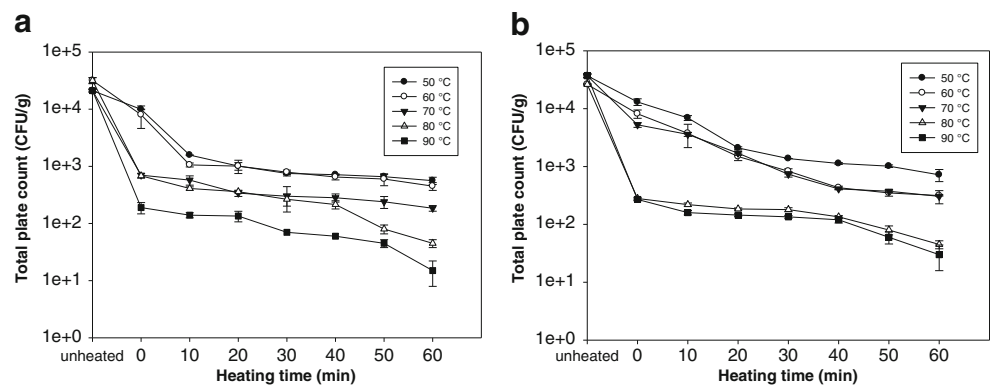 a
Total plate count (CFU/g)
1e+5
1e+4
1e+3
1e+2
1e+1
1e+0
50 °C
60 °C
70 °C
80 °C
90 °C
unheated 0 10 20 30 40 50 60
Heating time (min)
b
Total plate count (CFU/g)
1e+5
1e+4
1e+3
1e+2
1e+1
1e+0
50 °C
60 °C
70 °C
80 °C
90 °C
unheated 0 10 20 30 40 50 60
Heating time (min)